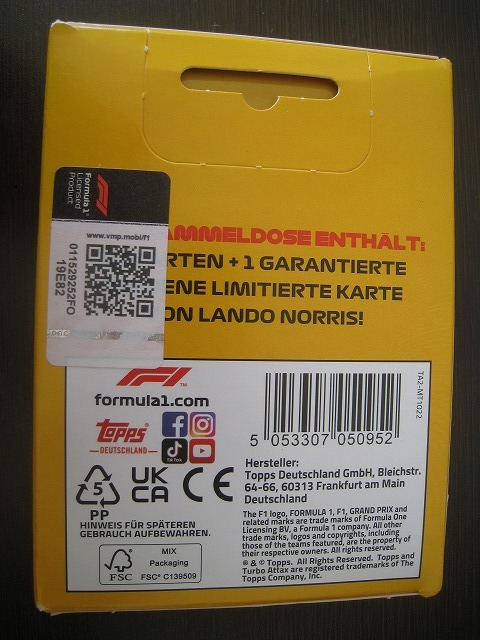 Formula 1®
Licensed
Product
www.vmp.mobi/f1
011529252FO
19E82
AMMELDOSE ENTHÄLT:
RTEN + 1 GARANTIERTE
ENE LIMITIERTE KARTE
ON LANDO NORRIS!
TA2-MT1022
F1™
formula1.com
topps
DEUTSCHLAND
TikTok
5 053307 050952
5
PP
UK
CA
CE
HINWEIS FÜR SPÄTEREN
GEBRAUCH AUFBEWAHREN.
FSC
MIX
Packaging
FSC® C139509
Hersteller:
Topps Deutschland GmbH, Bleichstr.
64-66, 60313 Frankfurt am Main
Deutschland
The F1 logo, FORMULA 1, F1, GRAND PRIX and
related marks are trade marks of Formula One
Licensing BV, a Formula 1 company. All other
trade marks, logos and copyrights, including
those of the teams featured, are the property of
their respective owners. All rights reserved.
® & © Topps. All Rights Reserved. Topps and
Turbo Attax are registered trademarks of The
Topps Company, Inc.